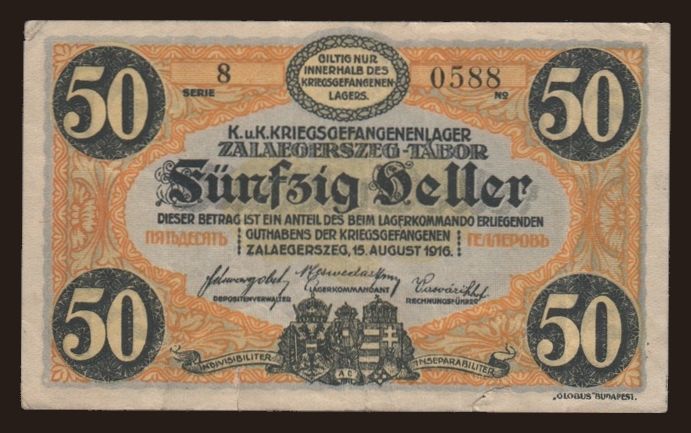 50 50
GILTIG NUR
INNERHALB DES
KRIEGSGEFANGENEN-
LAGERS.
8 0588
SERIE No
K.u.K.KRIEGSGEFANGENENLAGER
ZALAEGERSZEG-TÁBOR
Fünfzig Heller
DIESER BETRAG IST EIN ANTEIL DES BEIM LAGERKOMMANDO ERLIEGENDEN
ПЯТЬДЕСЯТЬ GUTHABENS DER KRIEGSGEFANGENEN ГЕЛЛЕРОВЪ
ZALAEGERSZEG, 15. AUGUST 1916.
DEPOSITENVERWALTER LAGERKOMMANDANT RECHNUNGSFÜHRER
50 50
INDIVISIBILITER AC INSEPARABILITER
„GLOBUS" BUDAPEST.